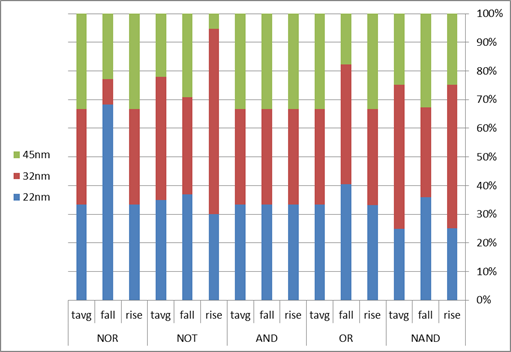 100%
90%
80%
70%
60%
50%
40%
30%
20%
10%
0%
45nm
32nm
22nm
tavg fall rise tavg fall rise tavg fall rise tavg fall rise tavg fall rise
NOR NOT AND OR NAND